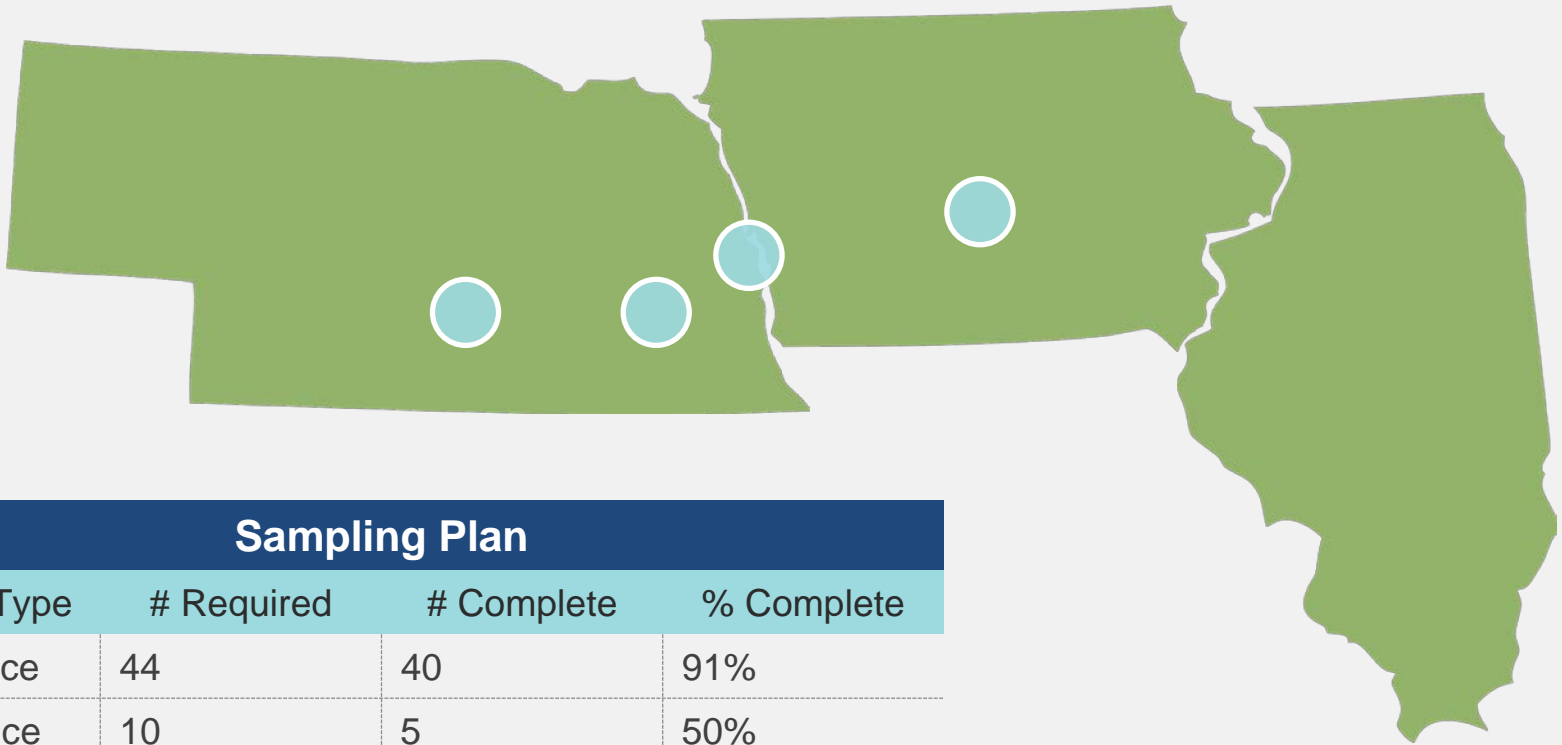 Sampling Plan
Type # Required # Complete % Complete
ce 44 40 91%
ce 10 5 50%